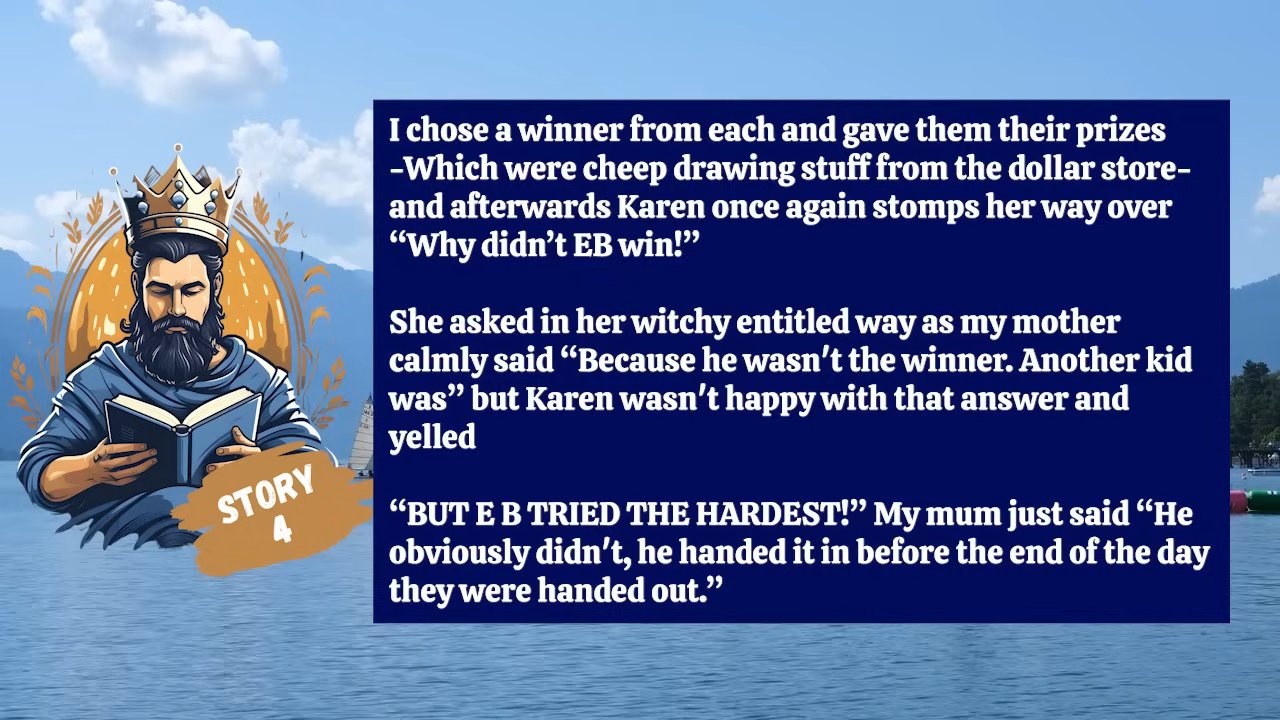 I chose a winner from each and gave them their prizes
-Which were cheep drawing stuff from the dollar store-
and afterwards Karen once again stomps her way over
“Why didn’t EB win!”
She asked in her witchy entitled way as my mother
calmly said “Because he wasn't the winner. Another kid
was” but Karen wasn't happy with that answer and
yelled
“BUT E B TRIED THE HARDEST!” My mum just said “He
obviously didn't, he handed it in before the end of the day
they were handed out.”
STORY
4